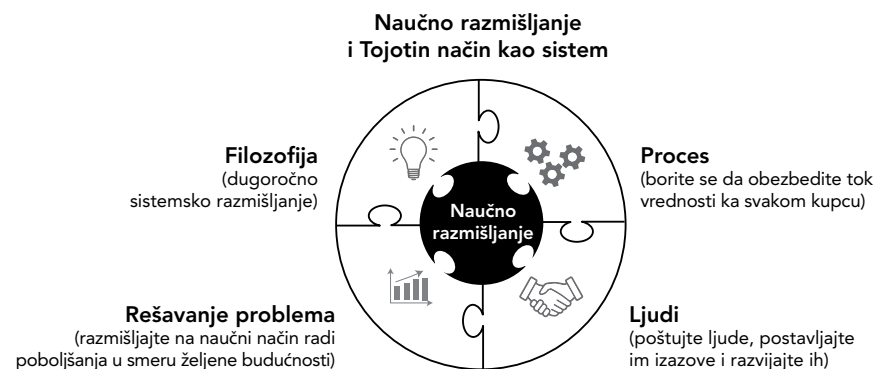 Naučno razmišljanje
i Tojotin način kao sistem
Filozofija
(dugoročno
sistemsko razmišljanje)
Proces
(borite se da obezbedite tok
vrednosti ka svakom kupcu)
Naučno
razmišljanje
Rešavanje problema
(razmišljajte na naučni način radi
poboljšanja u smeru željene budućnosti)
Ljudi
(poštujte ljude, postavljajte
im izazove i razvijajte ih)